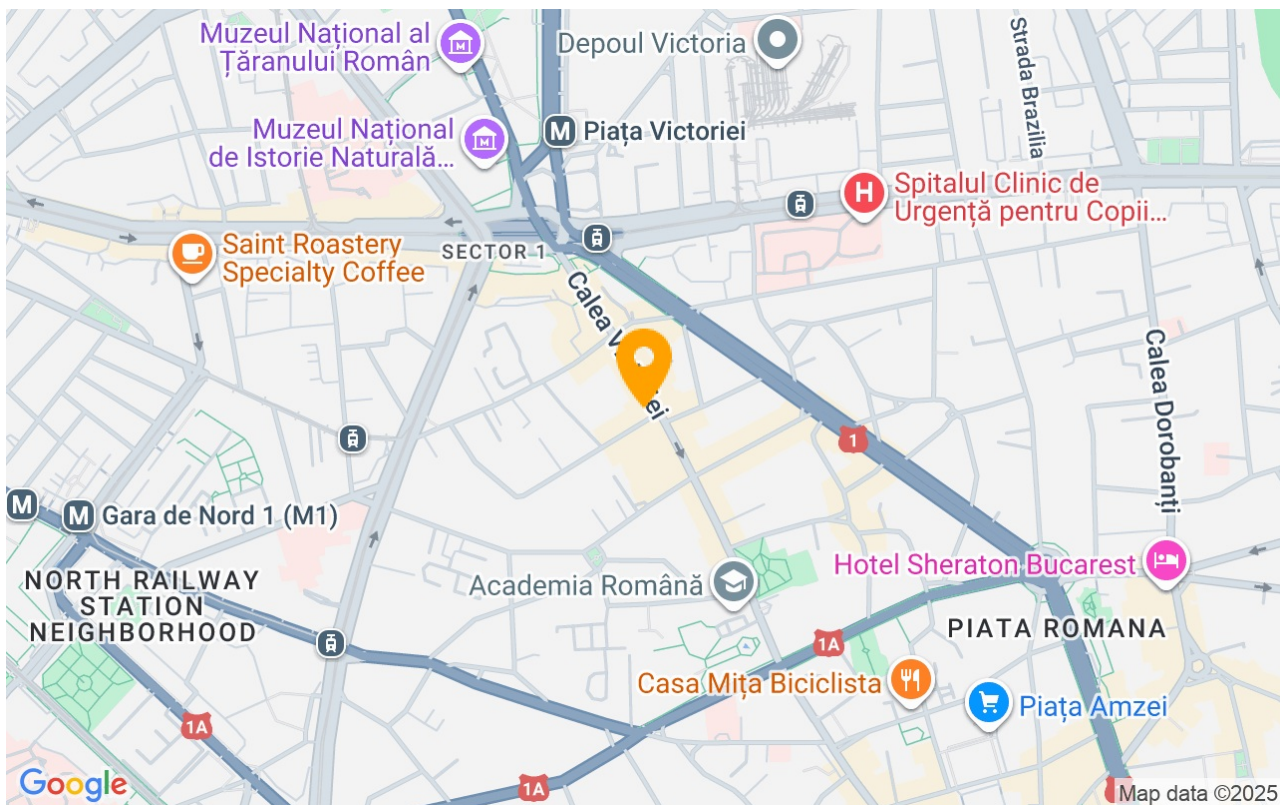 Muzeul Național al
Țăranului Român
Depoul Victoria
Strada Brazilia
Muzeul Național
de Istorie Naturală...
M
Piața Victoriei
H
Spitalul Clinic de
Urgență pentru Copii...
Saint Roastery
Specialty Coffee
SECTOR 1
Calea V
iei
Calea Dorobanți
1
M
M
Gara de Nord 1 (M1)
Hotel Sheraton Bucarest
NORTH RAILWAY
STATION
NEIGHBORHOOD
Academia Română
PIATA ROMANA
1A
Casa Mița Biciclista
Piața Amzei
1A
1A
Google
Map data ©2025